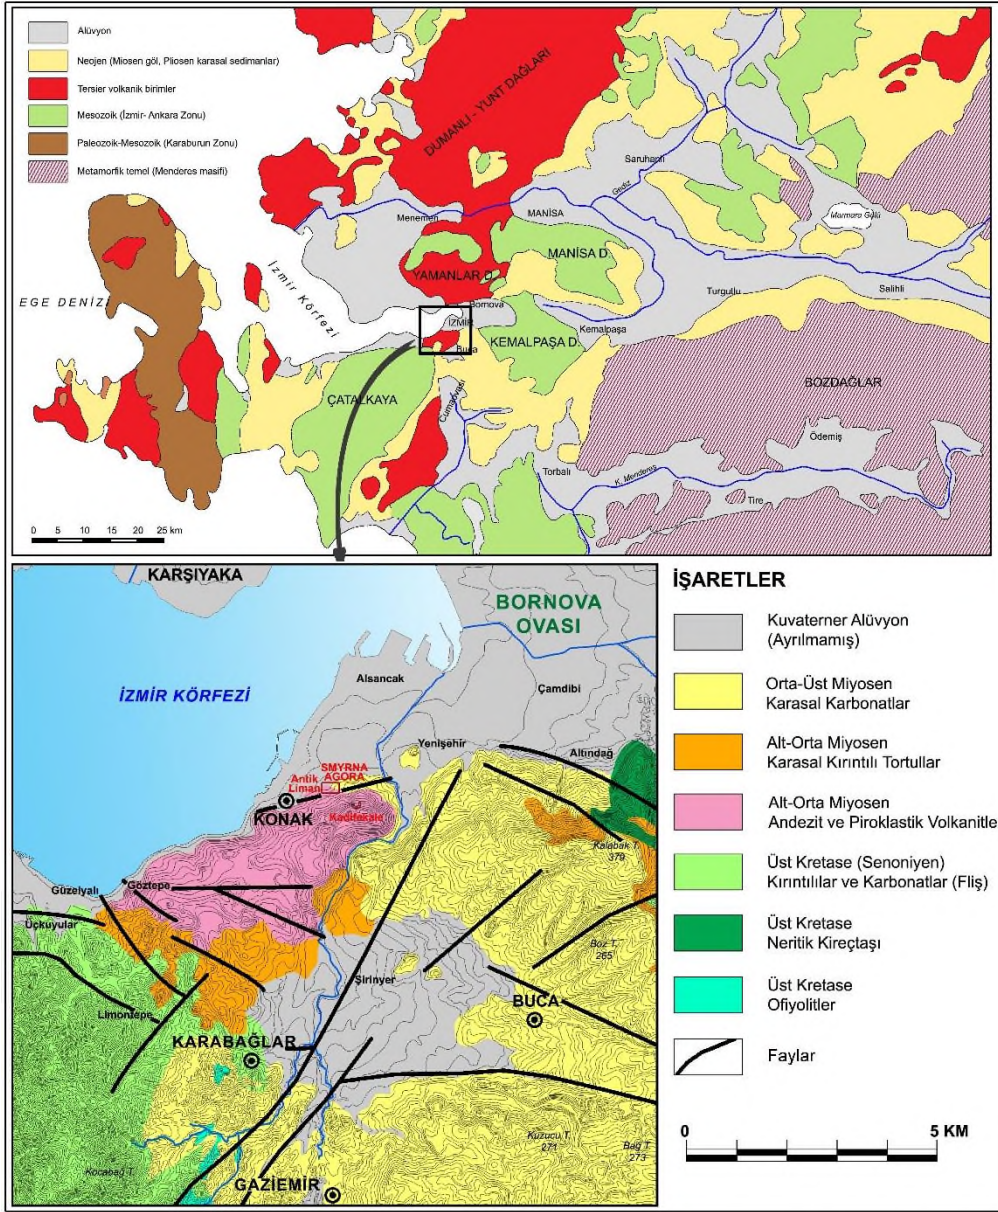 Alüvyon
Neojen (Miosen göl, Pliosen karasal sedimanlar)
Tersier volkanik birimler
Mesozoik (İzmir- Ankara Zonu)
Paleozoik-Mesozoik (Karaburun Zonu)
Metamorfik temel (Menderes masifi)
DUMANLI - YUNT DAĞLARI
Saruhanlı
Gediz
Marmara Gölü
Menemen
MANİSA
MANİSA D.
YAMANLAR D.
İzmir Körfezi
EGE DENİZİ
Turgutlu
Salihli
Bornova
İZMİR
Kemalpaşa
KEMALPAŞA D.
Buca
BOZDAĞLAR
ÇATALKAYA
Cumaovası
Ödemiş
Torbalı
K. Menderes
Tire
0 5 10 15 20 25 km
KARŞIYAKA
BORNOVA
OVASI
İZMİR KÖRFEZİ
Alsancak
Çamdibi
Yenişehir
Altındağ
SMYRNA
AGORA
Antik
Liman
KONAK
Kadifekale
Kalabak T.
379
Güzelyalı
Göztepe
Üçkuyular
Boz T.
265
Şirinyer
BUCA
Limontepe
KARABAĞLAR
Kuzucu T.
271
Bağ T.
273
Kocabağ T.
GAZİEMİR
İŞARETLER
Kuvaterner Alüvyon
(Ayrılmamış)
Orta-Üst Miyosen
Karasal Karbonatlar
Alt-Orta Miyosen
Karasal Kırıntılı Tortullar
Alt-Orta Miyosen
Andezit ve Piroklastik Volkanitle
Üst Kretase (Senoniyen)
Kırıntılılar ve Karbonatlar (Fliş)
Üst Kretase
Neritik Kireçtaşı
Üst Kretase
Ofiyolitler
Faylar
0 5 KM